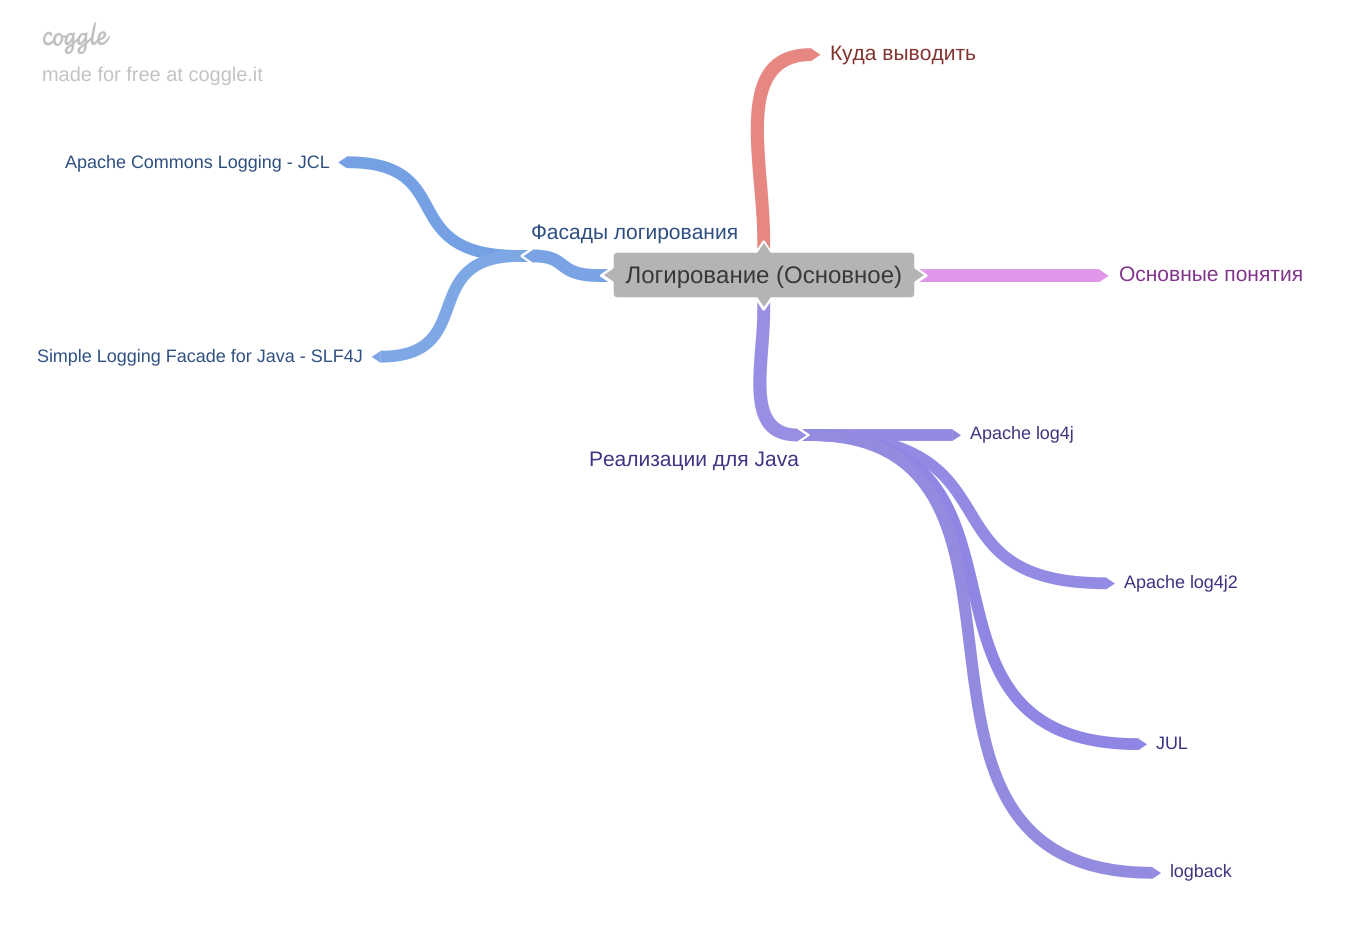 coggle
made for free at coggle.it
Куда выводить
Apache Commons Logging - JCL
Фасады логирования
Логирование (Основное)
Основные понятия
Simple Logging Facade for Java - SLF4J
Реализации для Java
Apache log4j
Apache log4j2
JUL
logback